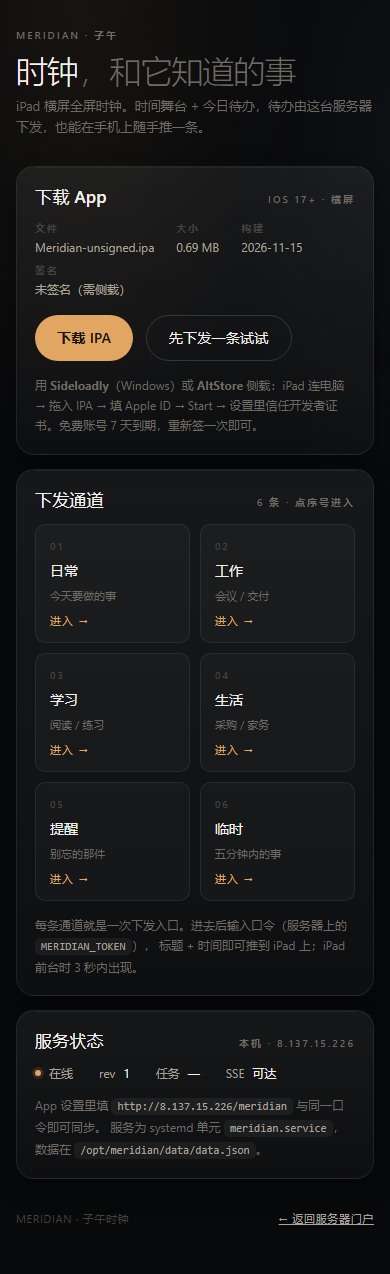 MERIDIAN · 子午
时钟，和它知道的事
iPad 横屏全屏时钟。时间舞台 + 今日待办，待办由这台服务器
下发，也能在手机上随手推一条。
下载 App
IOS 17+ · 横屏
文件 大小 构建
Meridian-unsigned.ipa 0.69 MB 2026-11-15
签名
未签名（需侧载）
下载 IPA 先下发一条试试
用 Sideloadly（Windows）或 AltStore 侧载：iPad 连电脑
→ 拖入 IPA → 填 Apple ID → Start → 设置里信任开发者证
书。免费账号 7 天到期，重新签一次即可。
下发通道
6 条 · 点序号进入
01
日常
今天要做的事
进入 →
02
工作
会议 / 交付
进入 →
03
学习
阅读 / 练习
进入 →
04
生活
采购 / 家务
进入 →
05
提醒
别忘的那件
进入 →
06
临时
五分钟内的事
进入 →
每条通道就是一次下发入口。进去后输入口令（服务器上的
MERIDIAN_TOKEN），标题 + 时间即可推到 iPad 上；iPad
前台时 3 秒内出现。
服务状态
本机 · 8.137.15.226
在线 rev 1 任务 — SSE 可达
App 设置里填 http://8.137.15.226/meridian 与同一口
令即可同步。 服务为 systemd 单元 meridian.service，
数据在 /opt/meridian/data/data.json。
MERIDIAN · 子午时钟
← 返回服务器门户